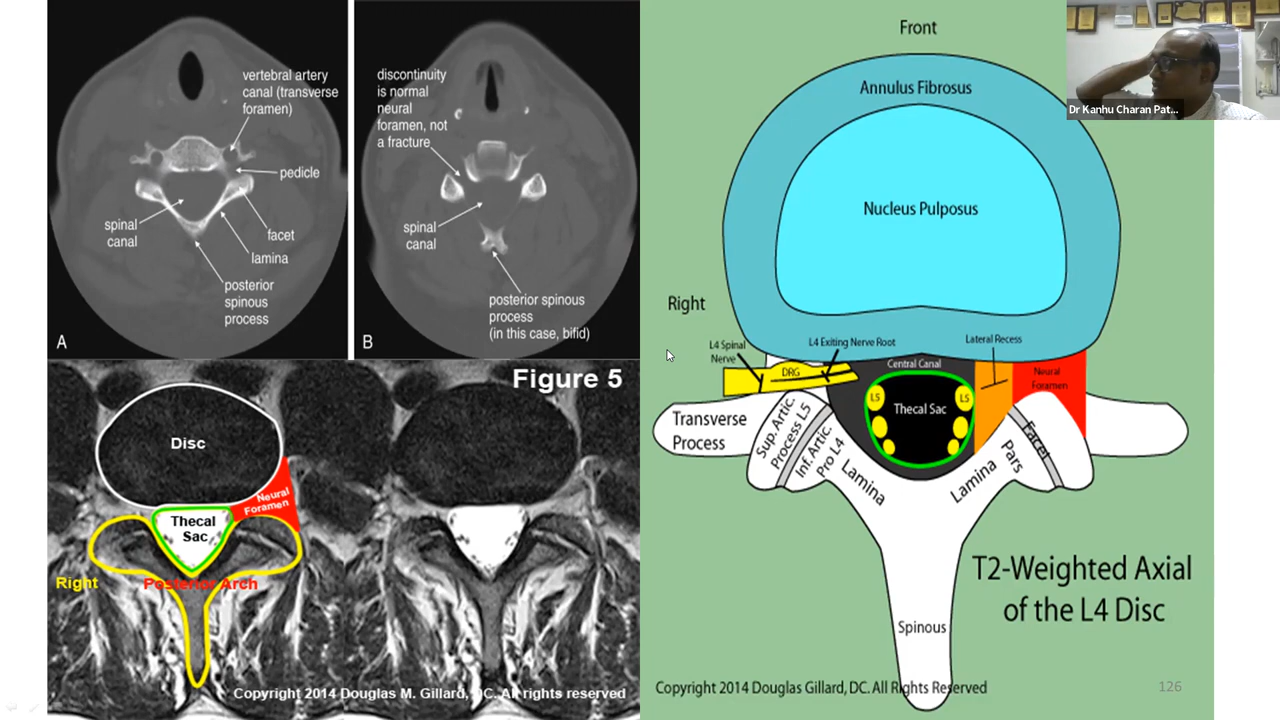 vertebral artery
canal (transverse
foramen)
pedicle
spinal
canal
facet
lamina
posterior
spinous
process
A
discontinuity
is normal
neural
foramen, not
a fracture
spinal
canal
posterior spinous
process
(in this case, bifid)
B
Figure 5
Disc
Neural
Foramen
Thecal
Sac
Right
Posterior Arch
Copyright 2014 Douglas M. Gillard, DC. All rights reserved
Front
Annulus Fibrosus
Nucleus Pulposus
Right
L4 Spinal
Nerve
L4 Exiting Nerve Root
Lateral Recess
DRG
Central Canal
Neural
Foramen
L5
L5
Thecal Sac
Transverse
Process
Sup. Artic.
Process L5
Inf. Artic.
Pro L4
Lamina
Lamina
Pars
Facet
T2-Weighted Axial
of the L4 Disc
Spinous
Copyright 2014 Douglas Gillard, DC. All Rights Reserved
126
Dr Kanhu Charan Pat...